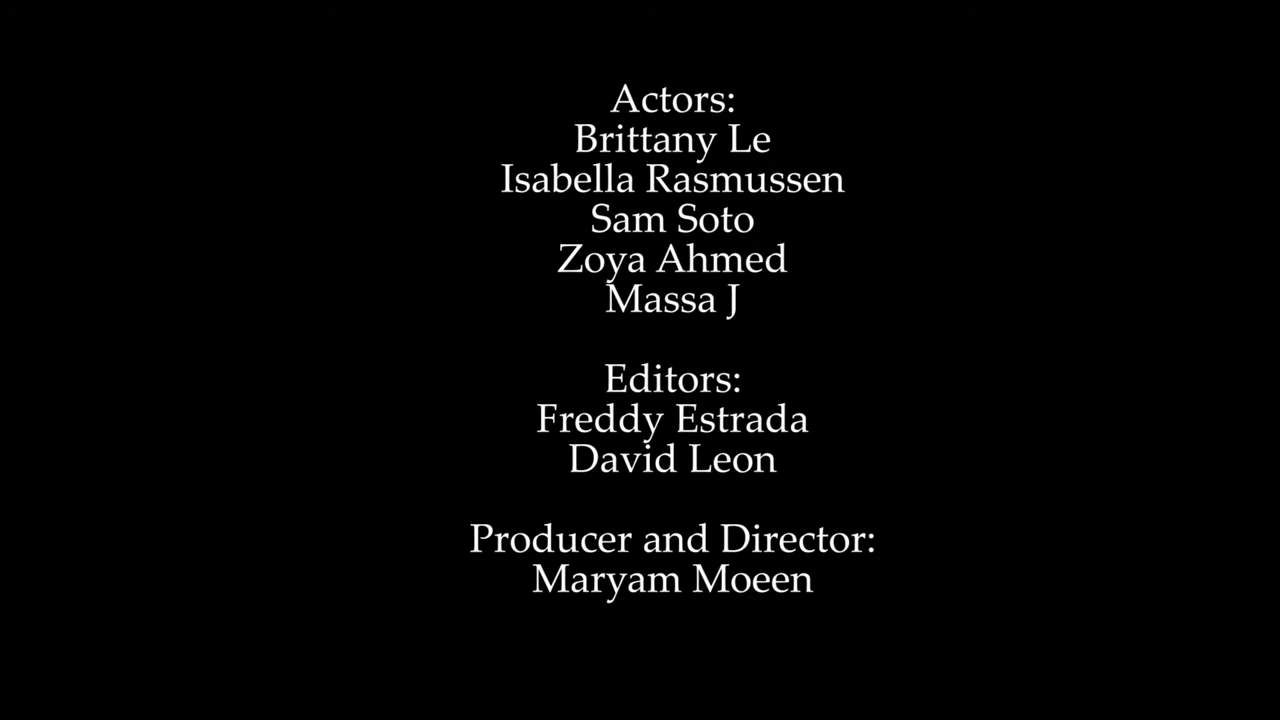 Actors:
Brittany Le
Isabella Rasmussen
Sam Soto
Zoya Ahmed
Massa J
Editors:
Freddy Estrada
David Leon
Producer and Director:
Maryam Moeen